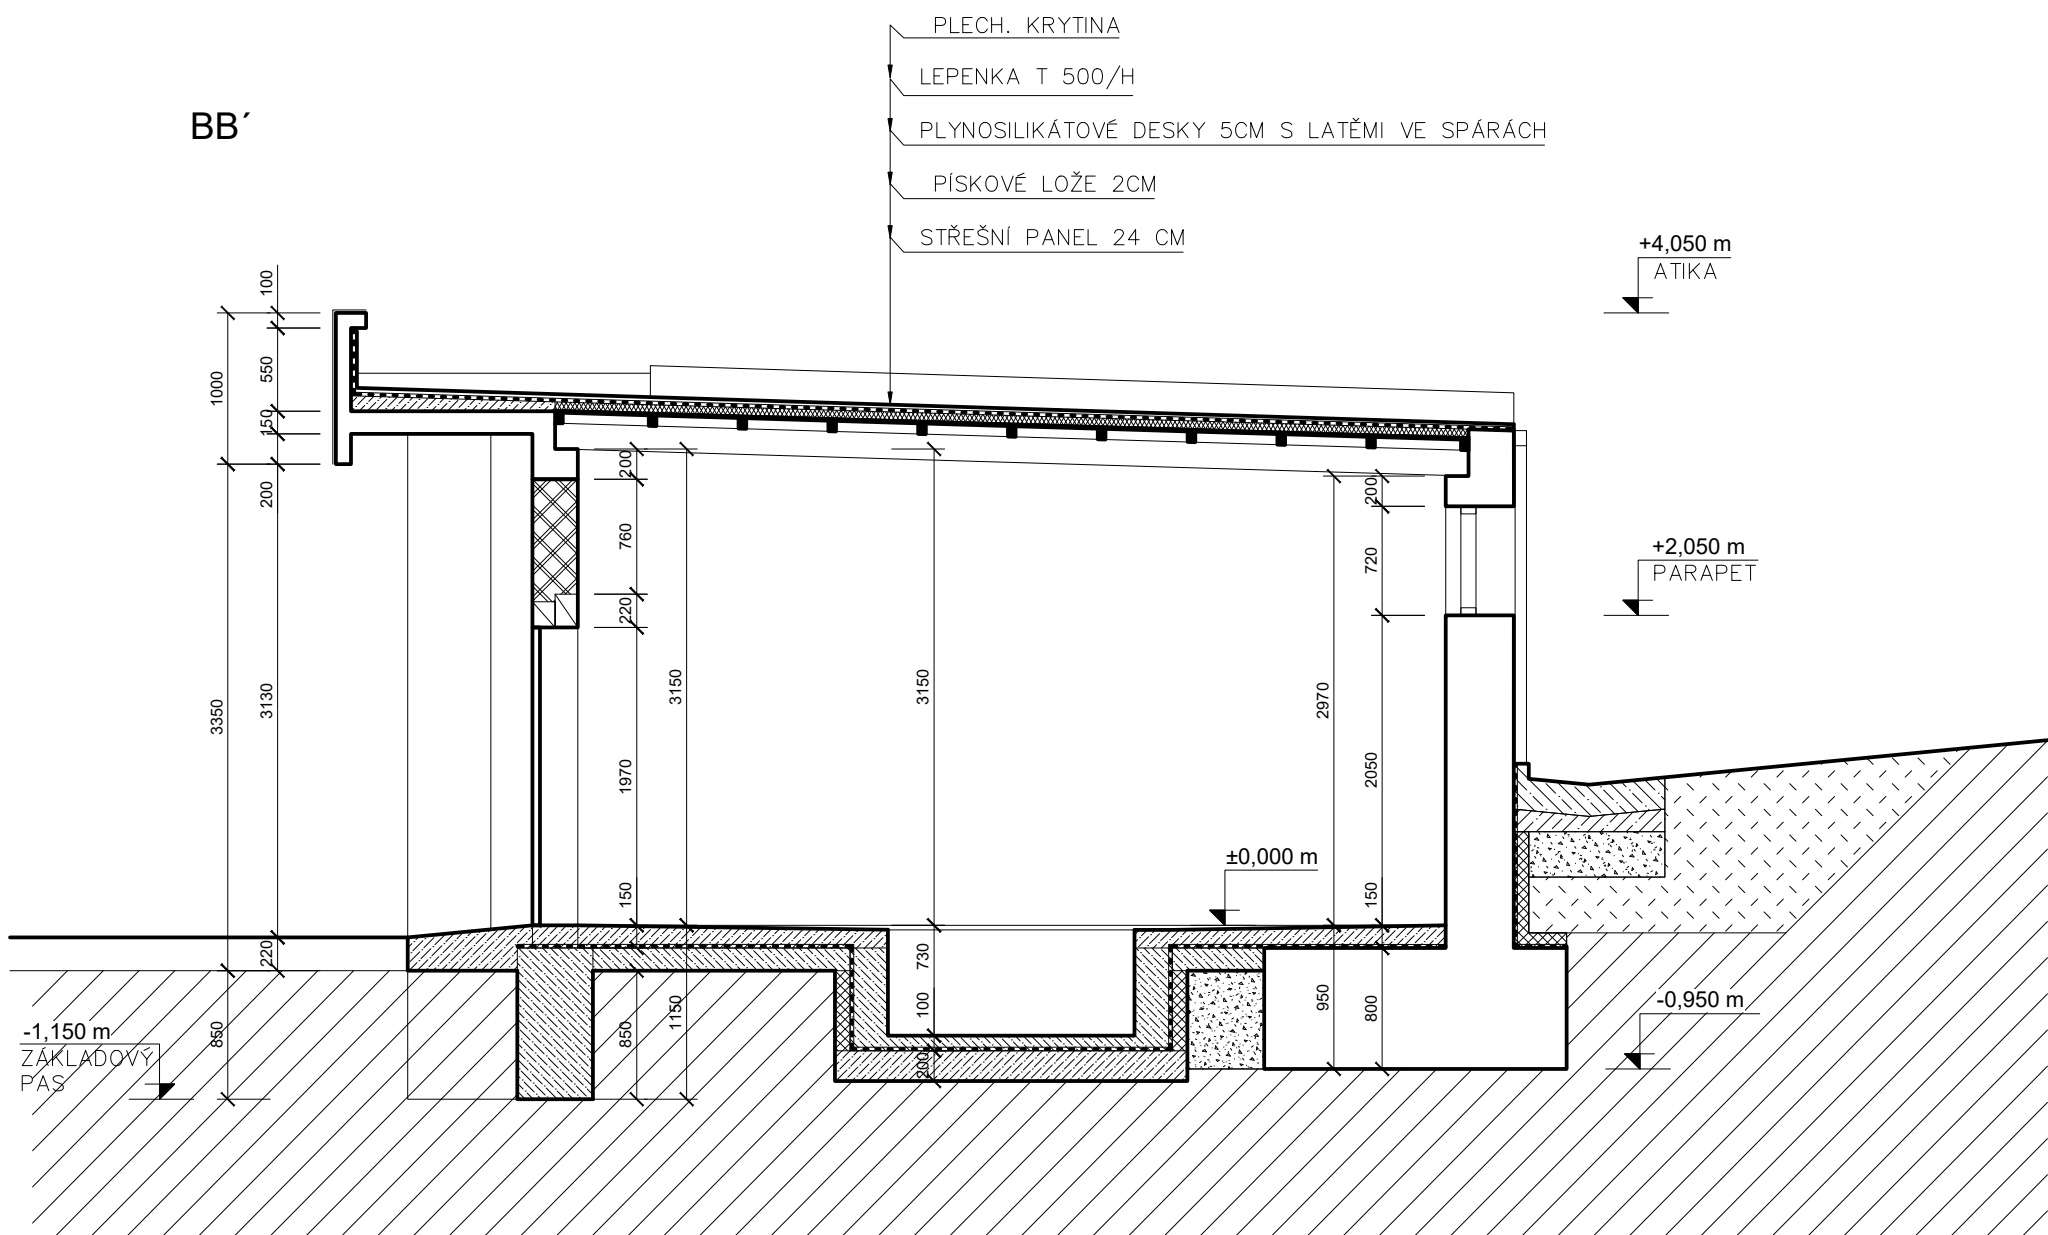 PLECH. KRYTINA
LEPENKA T 500/H
BB´
PLYNOSILIKÁTOVÉ DESKY 5CM S LATĚMI VE SPÁRÁCH
PÍSKOVÉ LOŽE 2CM
STŘEŠNÍ PANEL 24 CM
+4,050 m
ATIKA
100
550
1000
150
200
3350
3130
220
850
200
760
220
1970
150
850
3150
1150
3150
730
100
200
2970
950
200
720
2050
150
800
+2,050 m
PARAPET
±0,000 m
-0,950 m
-1,150 m
ZÁKLADOVÝ
PAS